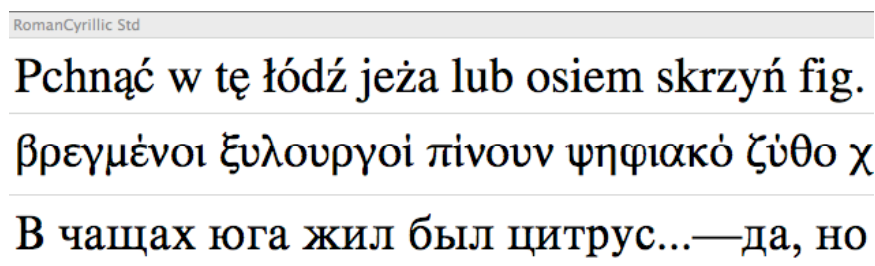 RomanCyrillic Std
Pchnąć w tę łódź jeża lub osiem skrzyń fig.
βρεγμένοι ξυλουργοί πίνουν ψηφιακό ζύθο χ
В чащах юга жил был цитрус...—да, но